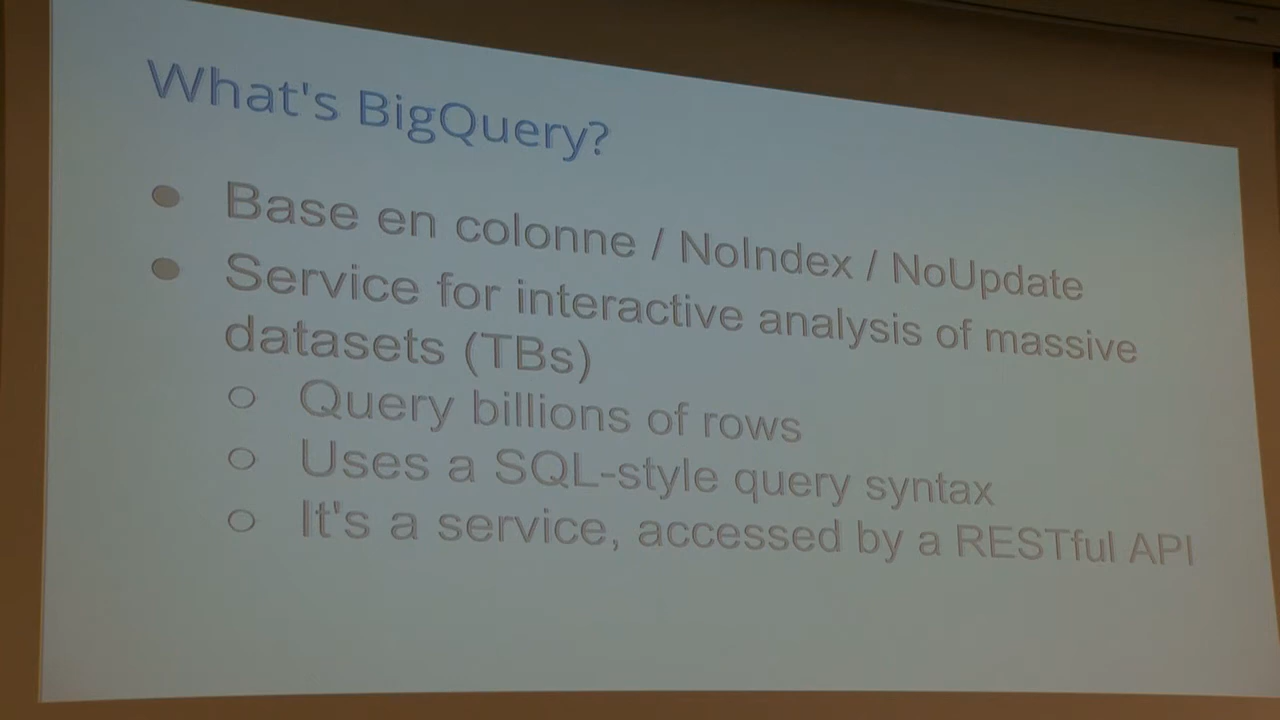 What's BigQuery?
● Base en colonne / NoIndex / NoUpdate
● Service for interactive analysis of massive
datasets (TBs)
○ Query billions of rows
○ Uses a SQL-style query syntax
○ It's a service, accessed by a RESTful API